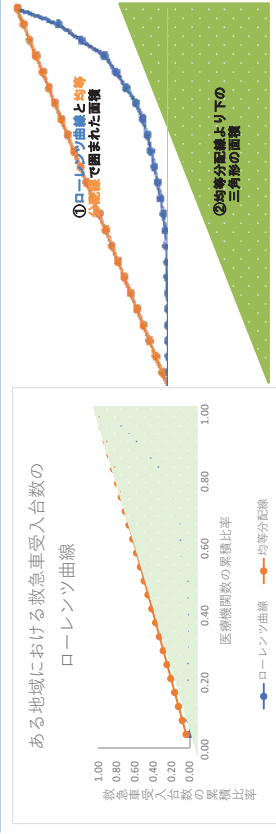 ある地域における救急車受入台数の
ローレンツ曲線
1.00
0.80
0.60
0.40
0.20
0.00
救急車受入台数の累積比率
0.00 0.20 0.40 0.60 0.80 1.00
医療機関数の累積比率
ローレンツ曲線 均等分配線
①ローレンツ曲線と均等
分配線で囲まれた面積
②均等分配線より下の
三角形の面積